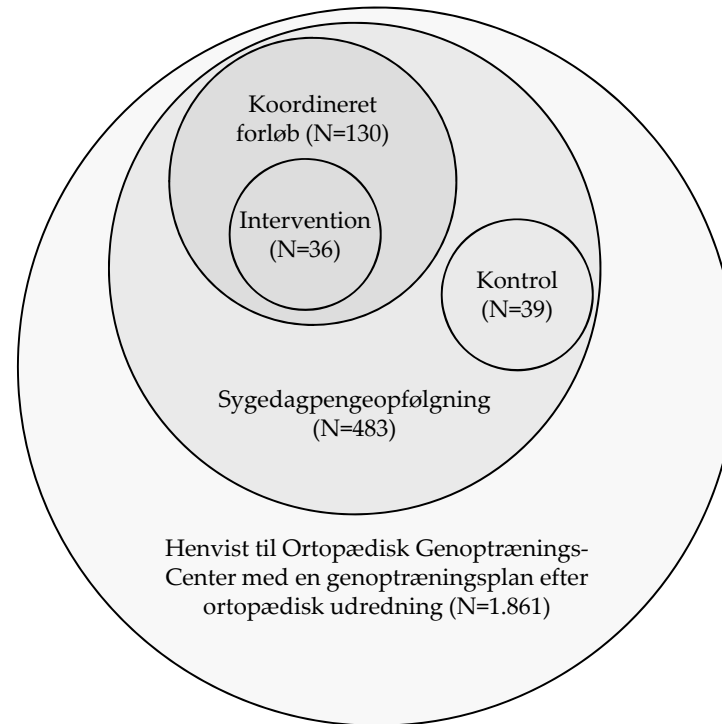 Koordineret
forløb (N=130)
Intervention
(N=36)
Kontrol
(N=39)
Sygedagpengeopfølgning
(N=483)
Henvist til Ortopædisk Genoptrænings-
Center med en genoptræningsplan efter
ortopædisk udredning (N=1.861)